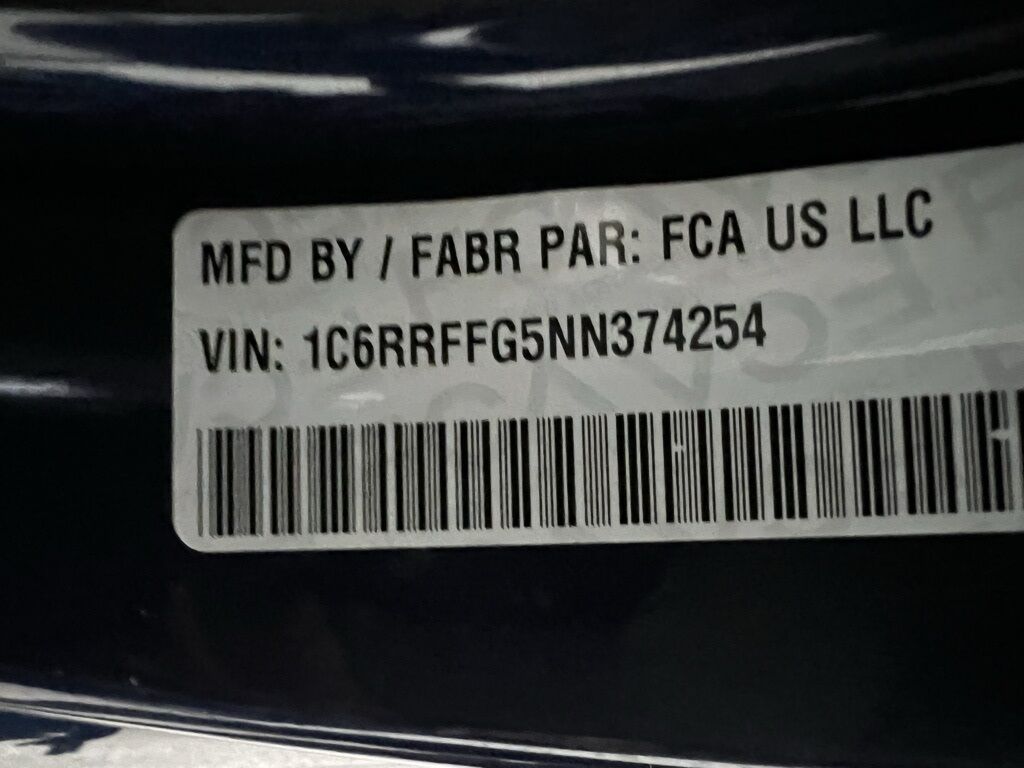 MFD BY / FABR PAR: FCA US LLC
VIN: 1C6RRFFG5NN374254